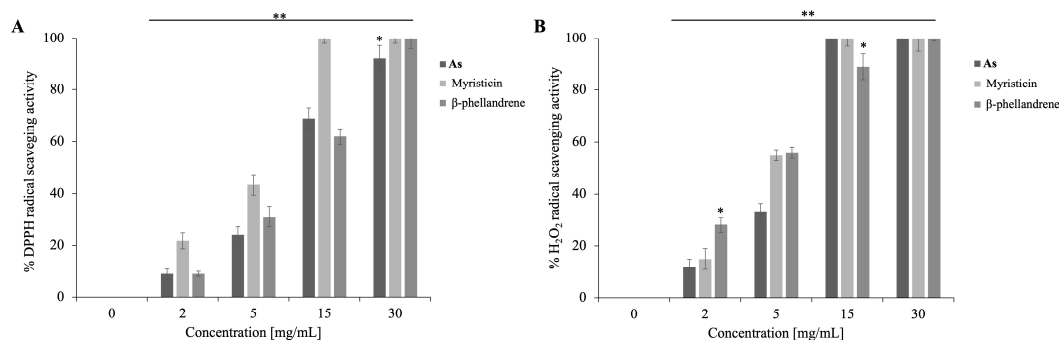 A
**
% DPPH radical scaveging activity
100
80
60
40
20
0
*
0 2 5 15 30
Concentration [mg/mL]
As
Myristicin
β-phellandrene
B
**
% H2O2 radical scavenging activity
100
80
60
40
20
0
*
*
0 2 5 15 30
Concentration [mg/mL]
As
Myristicin
β-phellandrene